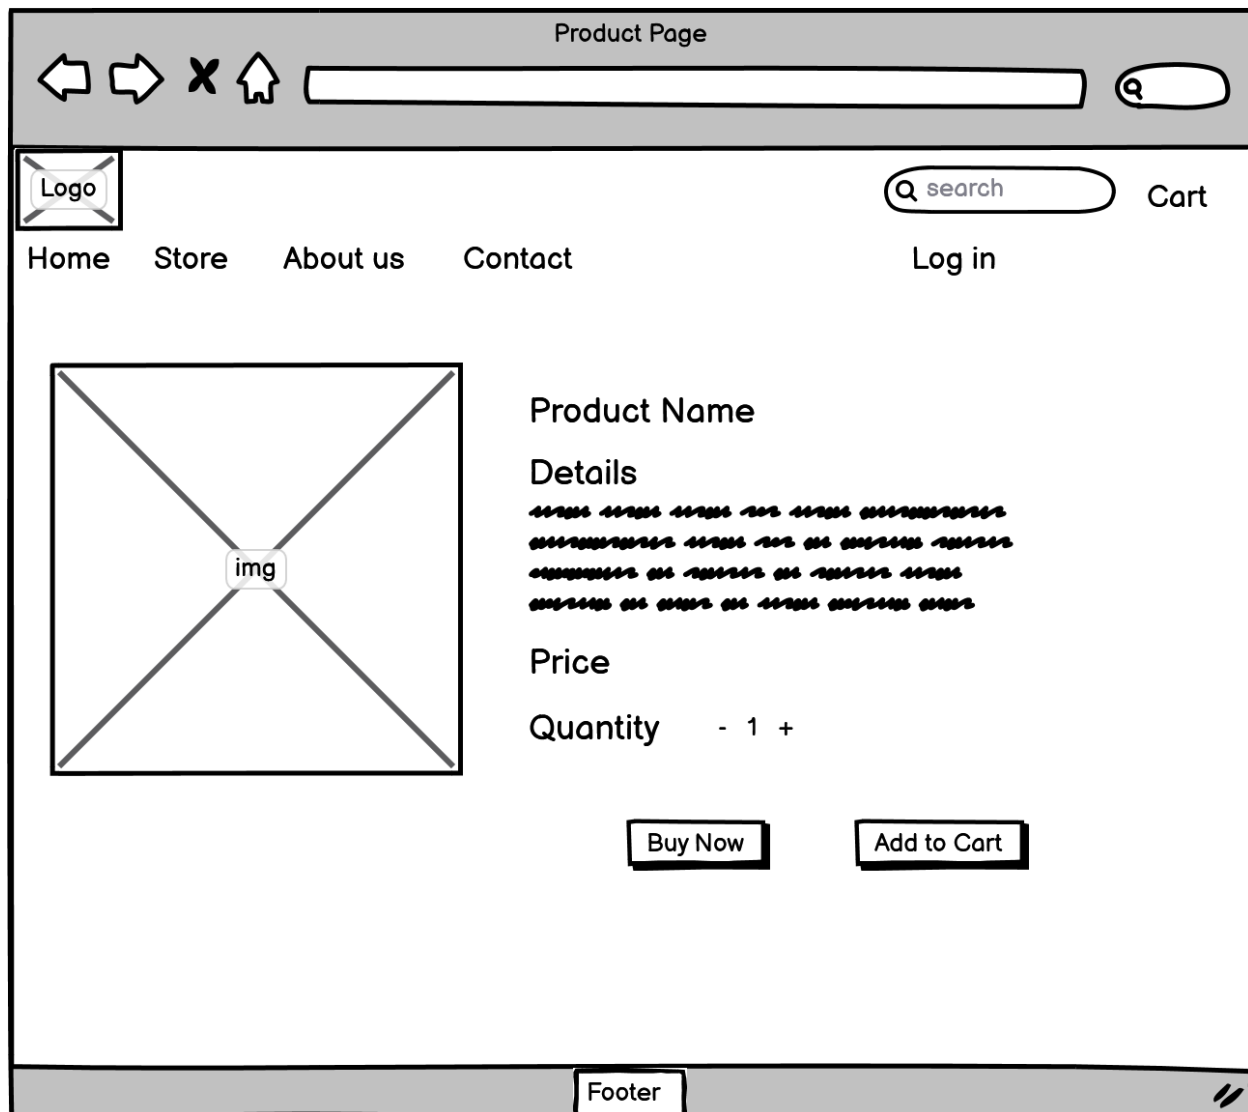 Product Page
Logo
search
Cart
Home Store About us Contact Log in
img
Product Name
Details
Price
Quantity - 1 +
Buy Now Add to Cart
Footer